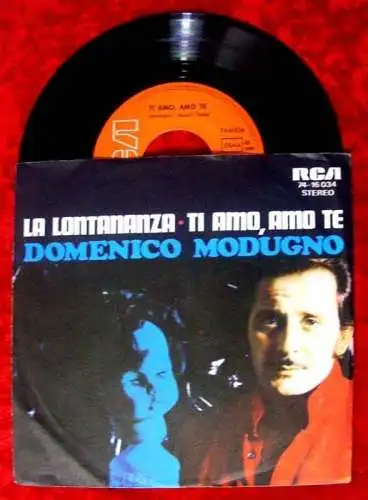 TI AMO, AMO TE
RCA
74-16 034
STEREO
LA LONTANANZA · TI AMO, AMO TE
DOMENICO MODUGNO